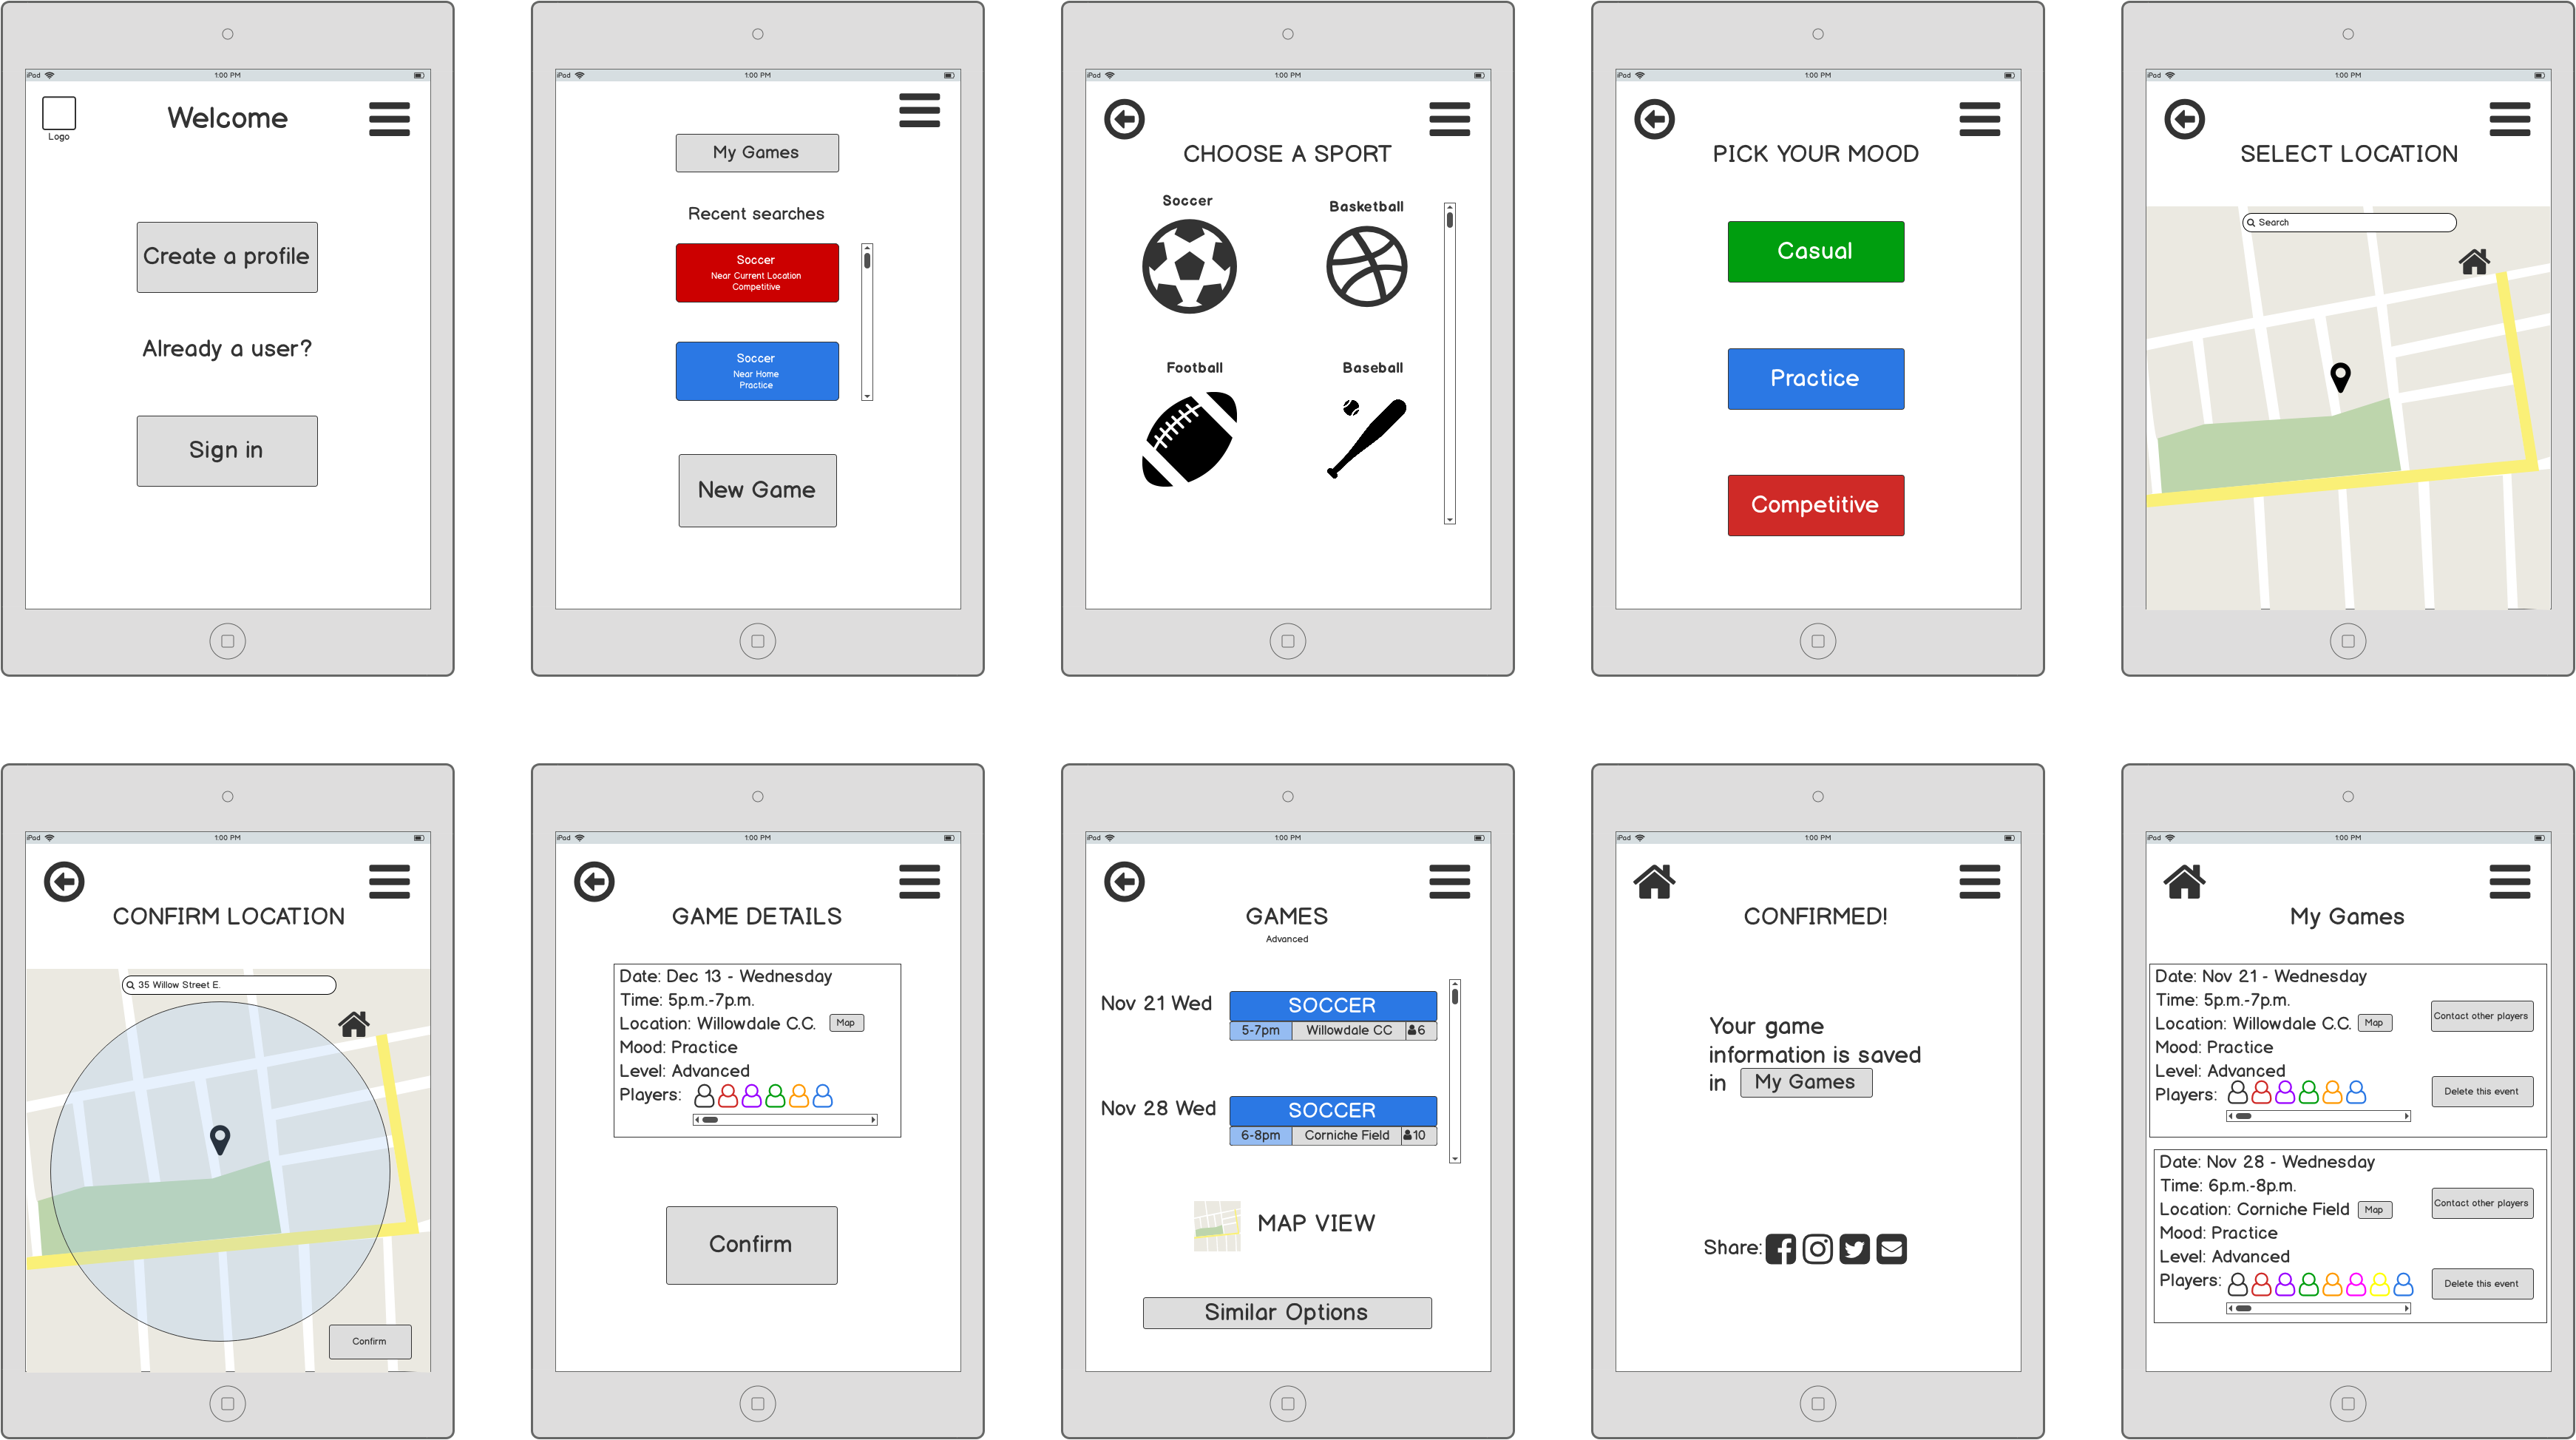 iPad 1:00 PM
Logo
Welcome
Create a profile
Already a user?
Sign in
iPad 1:00 PM
My Games
Recent searches
Soccer
Near Current Location
Competitive
Soccer
Near Home
Practice
New Game
iPad 1:00 PM
CHOOSE A SPORT
Soccer
Basketball
Football
Baseball
iPad 1:00 PM
PICK YOUR MOOD
Casual
Practice
Competitive
iPad 1:00 PM
SELECT LOCATION
Search
iPad 1:00 PM
CONFIRM LOCATION
35 Willow Street E.
Confirm
iPad 1:00 PM
GAME DETAILS
Date: Dec 13 - Wednesday
Time: 5p.m.-7p.m.
Location: Willowdale C.C. Map
Mood: Practice
Level: Advanced
Players:
Confirm
iPad 1:00 PM
GAMES
Advanced
Nov 21 Wed
SOCCER
5-7pm Willowdale CC 6
Nov 28 Wed
SOCCER
6-8pm Corniche Field 10
MAP VIEW
Similar Options
iPad 1:00 PM
CONFIRMED!
Your game
information is saved
in My Games
Share:
iPad 1:00 PM
My Games
Date: Nov 21 - Wednesday
Time: 5p.m.-7p.m.
Location: Willowdale C.C. Map
Mood: Practice
Level: Advanced
Players:
Contact other players
Delete this event
Date: Nov 28 - Wednesday
Time: 6p.m.-8p.m.
Location: Corniche Field Map
Mood: Practice
Level: Advanced
Players:
Contact other players
Delete this event